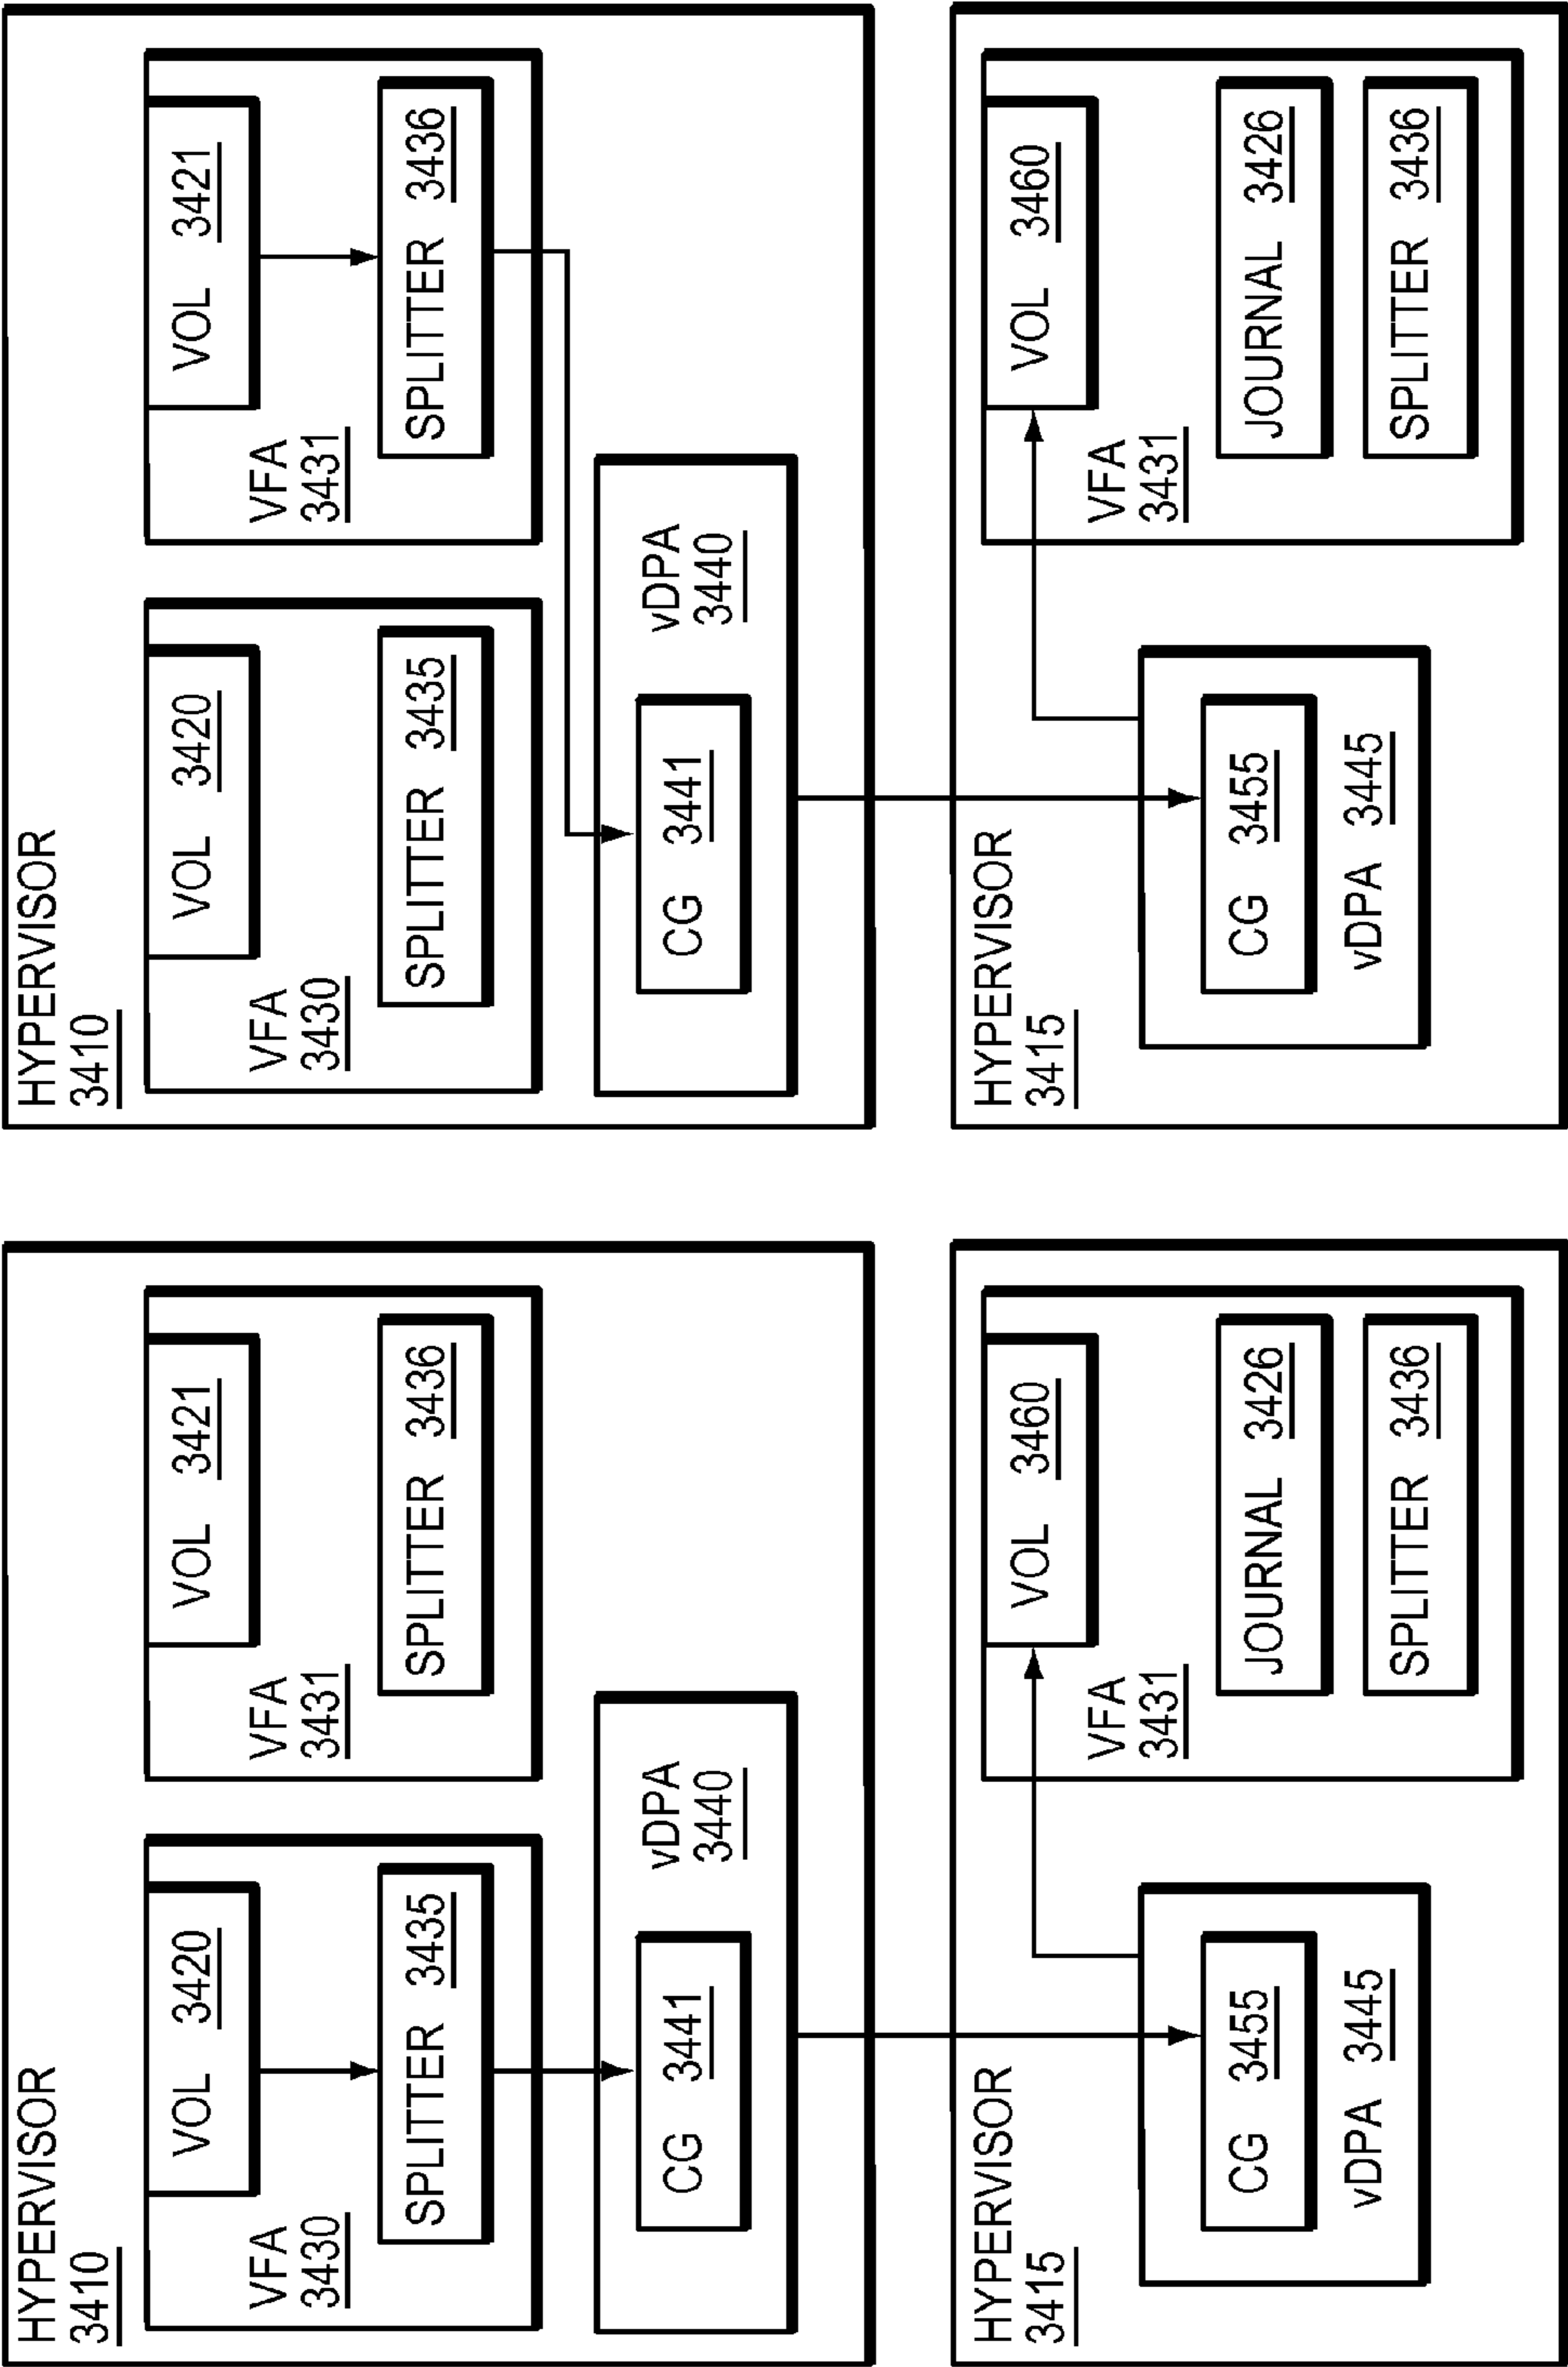 HYPERVISOR
3410
VOL 3420
VFA
3430
SPLITTER 3435
VOL 3421
VFA
3431
SPLITTER 3436
CG 3441
vDPA
3440
HYPERVISOR
3415
CG 3455
vDPA 3445
VOL 3460
VFA
3431
JOURNAL 3426
SPLITTER 3436
HYPERVISOR
3410
VOL 3420
VFA
3430
SPLITTER 3435
VOL 3421
VFA
3431
SPLITTER 3436
CG 3441
vDPA
3440
HYPERVISOR
3415
CG 3455
vDPA 3445
VOL 3460
VFA
3431
JOURNAL 3426
SPLITTER 3436